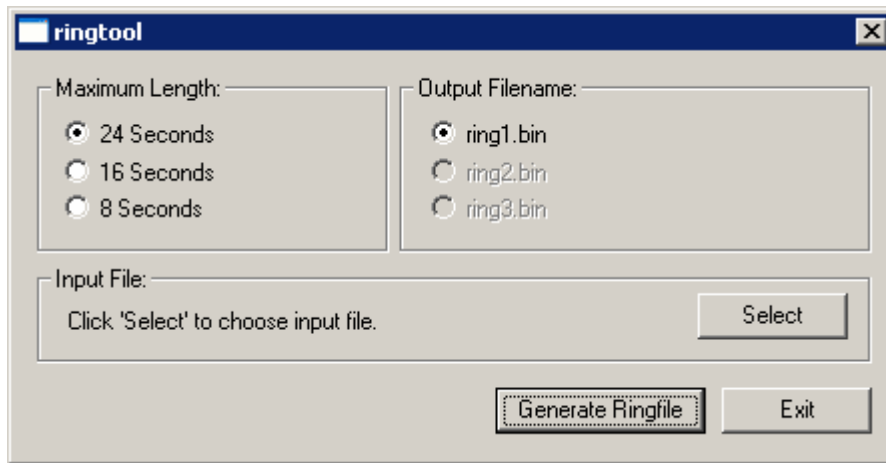 ringtool
Maximum Length:
24 Seconds
16 Seconds
8 Seconds
Output Filename:
ring1.bin
ring2.bin
ring3.bin
Input File:
Click 'Select' to choose input file.
Select
Generate Ringfile
Exit